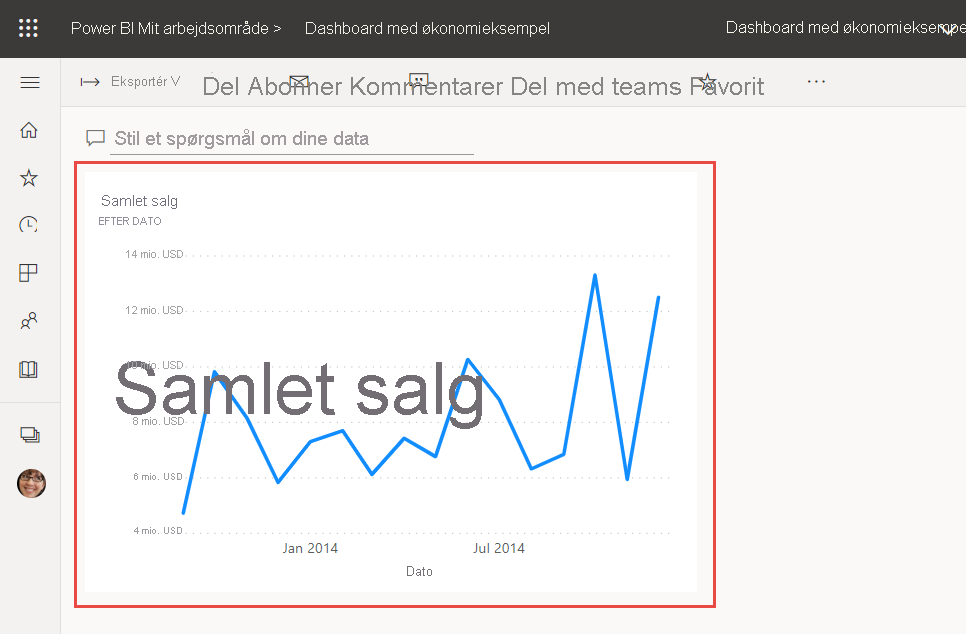 Power BI Mit arbejdsområde > Dashboard med økonomieksempel Dashboard med økonomieksempe
Eksportér V Del Abonner Kommentarer Del med teams Favorit
Stil et spørgsmål om dine data
Samlet salg
EFTER DATO
14 mio. USD
12 mio. USD
10 mio. USD
Samlet salg
8 mio. USD
6 mio. USD
4 mio. USD
Jan 2014 Jul 2014
Dato